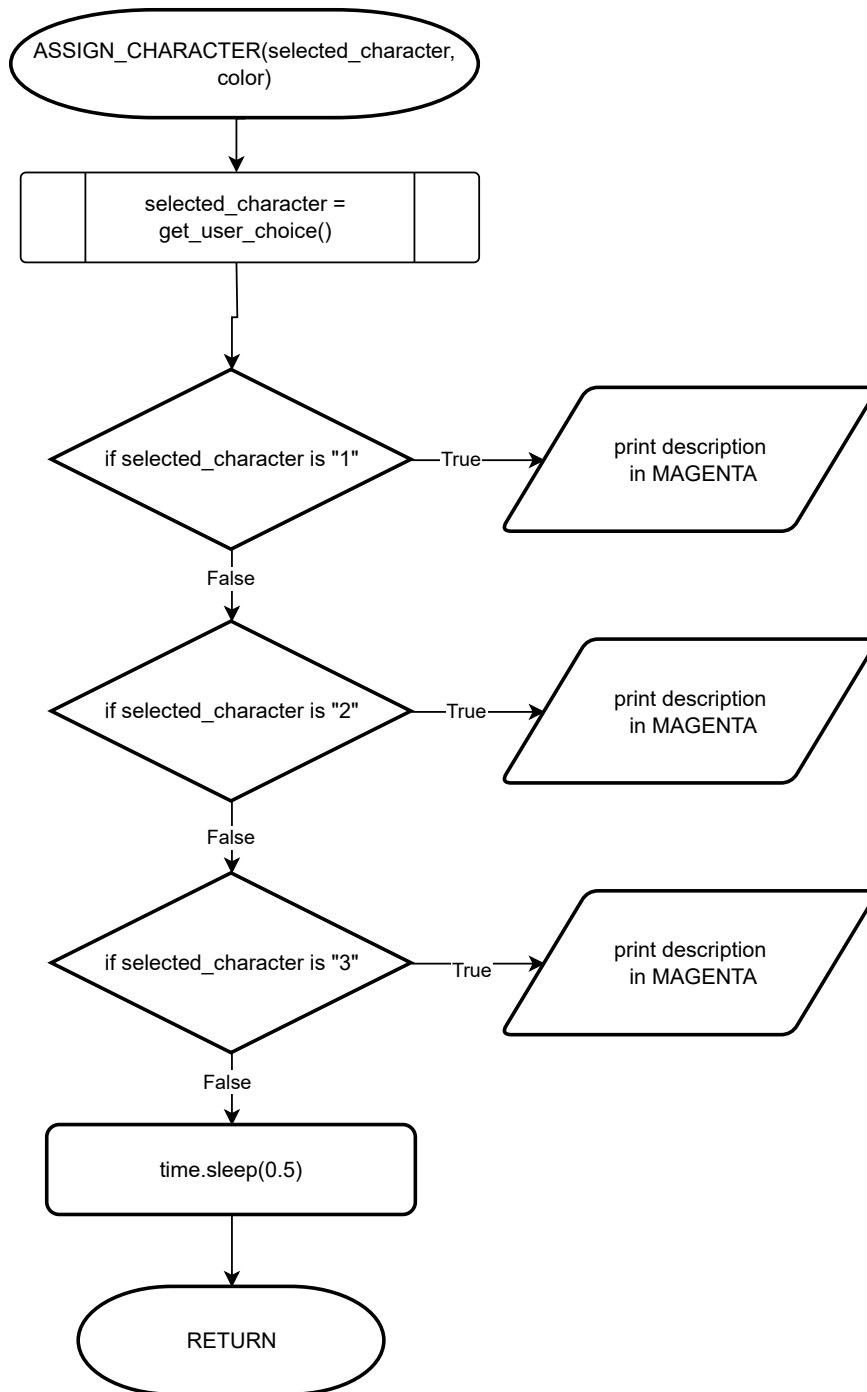 ASSIGN_CHARACTER(selected_character,
color)
selected_character =
get_user_choice()
if selected_character is "1"
True
print description
in MAGENTA
False
if selected_character is "2"
True
print description
in MAGENTA
False
if selected_character is "3"
True
print description
in MAGENTA
False
time.sleep(0.5)
RETURN